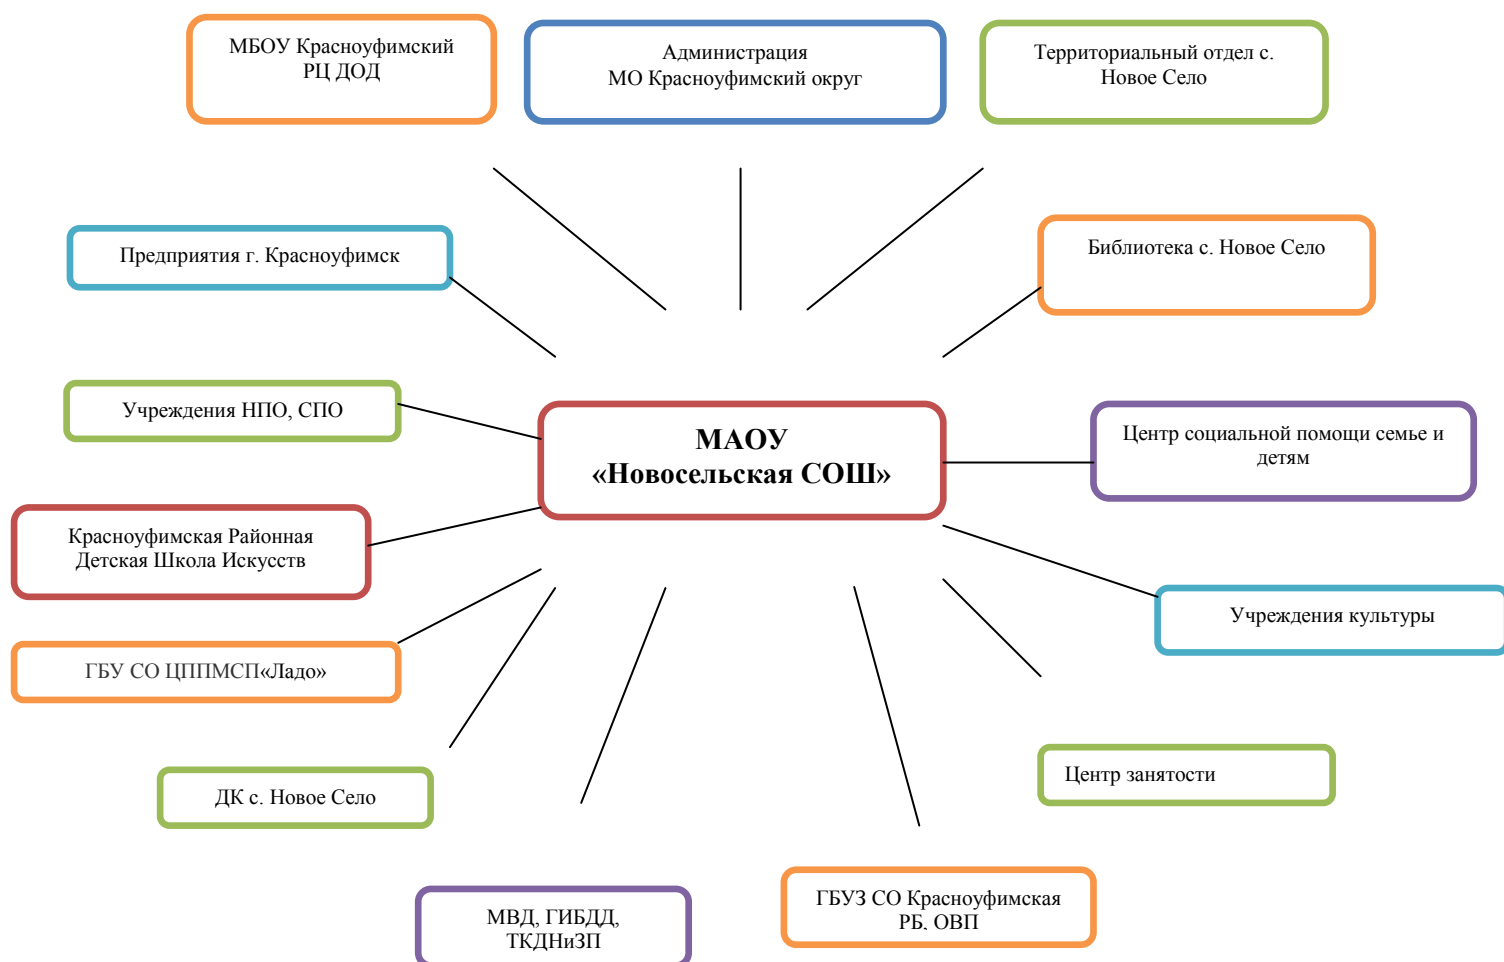 МБОУ Красноуфимский
РЦ ДОД
Администрация
МО Красноуфимский округ
Территориальный отдел с.
Новое Село
Предприятия г. Красноуфимск
Библиотека с. Новое Село
Учреждения НПО, СПО
МАОУ
«Новосельская СОШ»
Центр социальной помощи семье и
детям
Красноуфимская Районная
Детская Школа Искусств
Учреждения культуры
ГБУ СО ЦППМСП«Ладо»
Центр занятости
ДК с. Новое Село
МВД, ГИБДД,
ТКДНиЗП
ГБУЗ СО Красноуфимская
РБ, ОВП